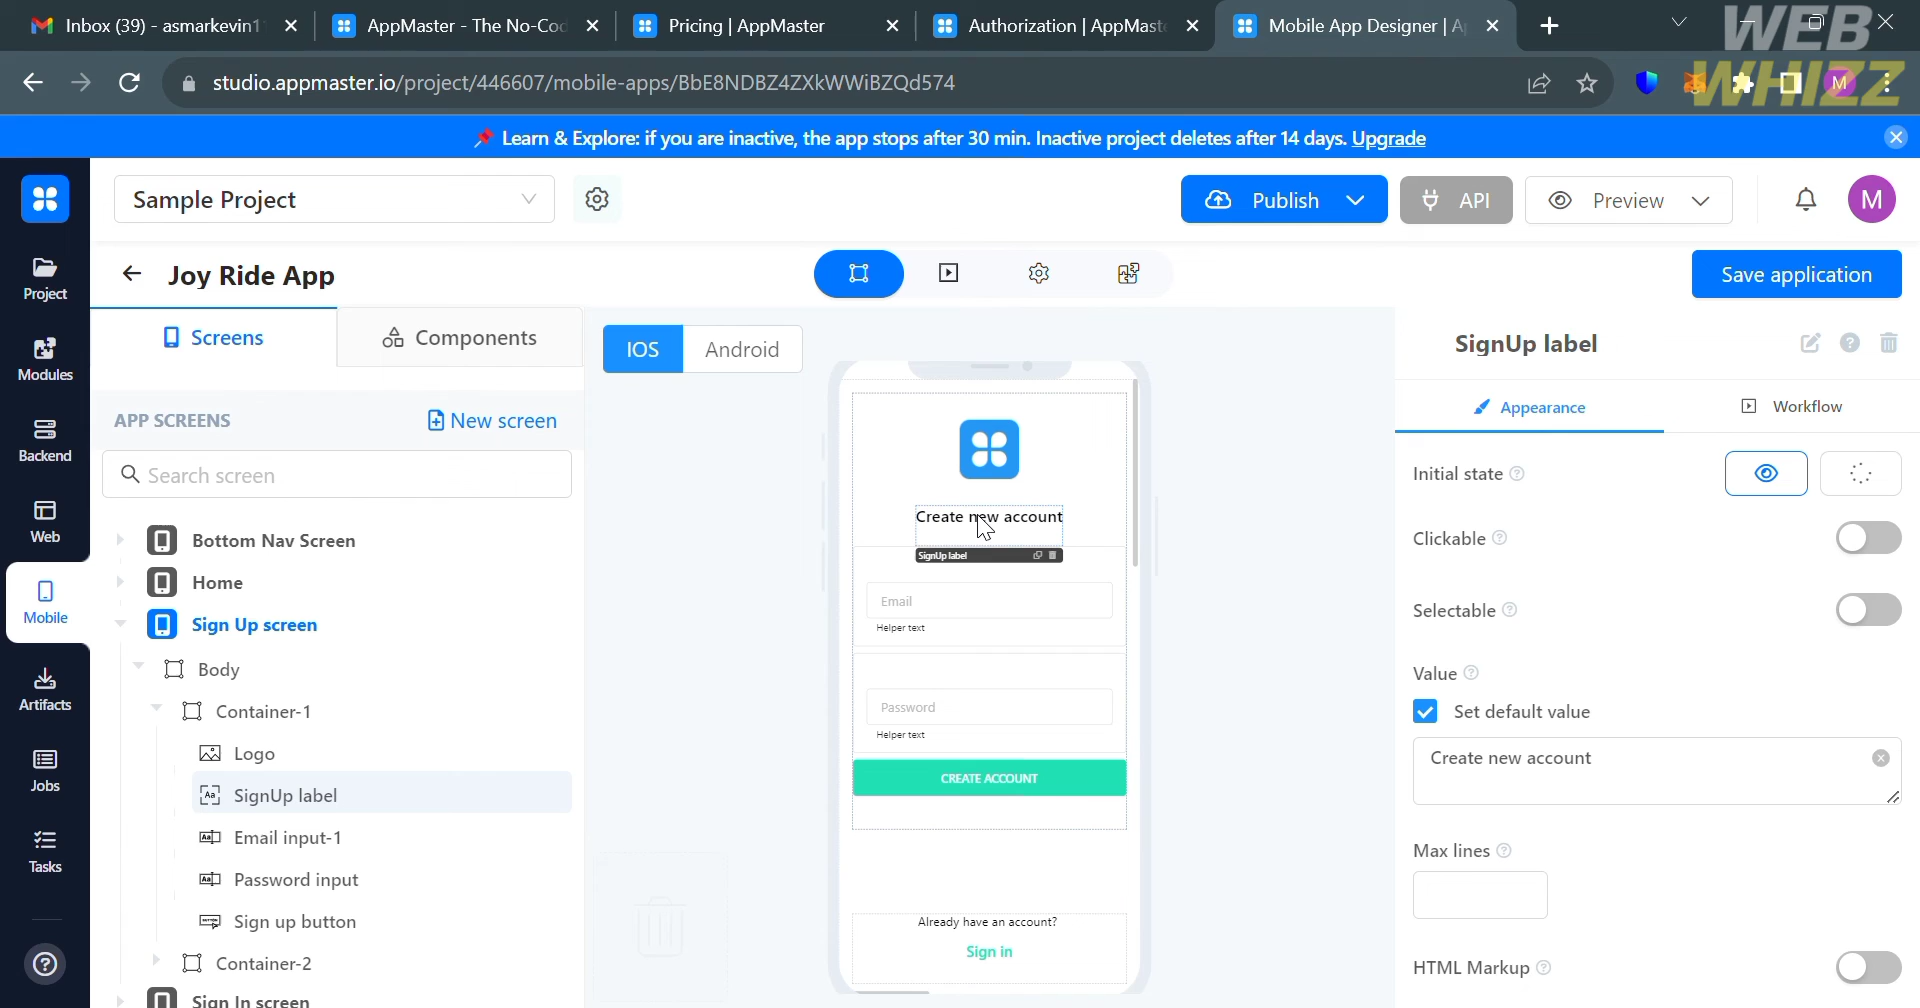 Inbox (39) - asmarkevin1
AppMaster - The No-Cod
Pricing | AppMaster
Authorization | AppMaste
Mobile App Designer | A
WEB
WHIZZ
studio.appmaster.io/project/446607/mobile-apps/BbE8NDBZ4ZXkWWiBZQd574
M
Learn & Explore: if you are inactive, the app stops after 30 min. Inactive project deletes after 14 days. Upgrade
Sample Project
Publish
API
Preview
M
Project
Modules
Backend
Web
Mobile
Artifacts
Jobs
Tasks
Joy Ride App
Save application
Screens
Components
APP SCREENS
New screen
Search screen
Bottom Nav Screen
Home
Sign Up screen
Body
Container-1
Logo
SignUp label
Email input-1
Password input
Sign up button
Container-2
Sign In screen
IOS
Android
Create new account
SignUp label
Email
Helper text
Password
Helper text
CREATE ACCOUNT
Already have an account?
Sign in
SignUp label
Appearance
Workflow
Initial state
Clickable
Selectable
Value
Set default value
Create new account
Max lines
HTML Markup